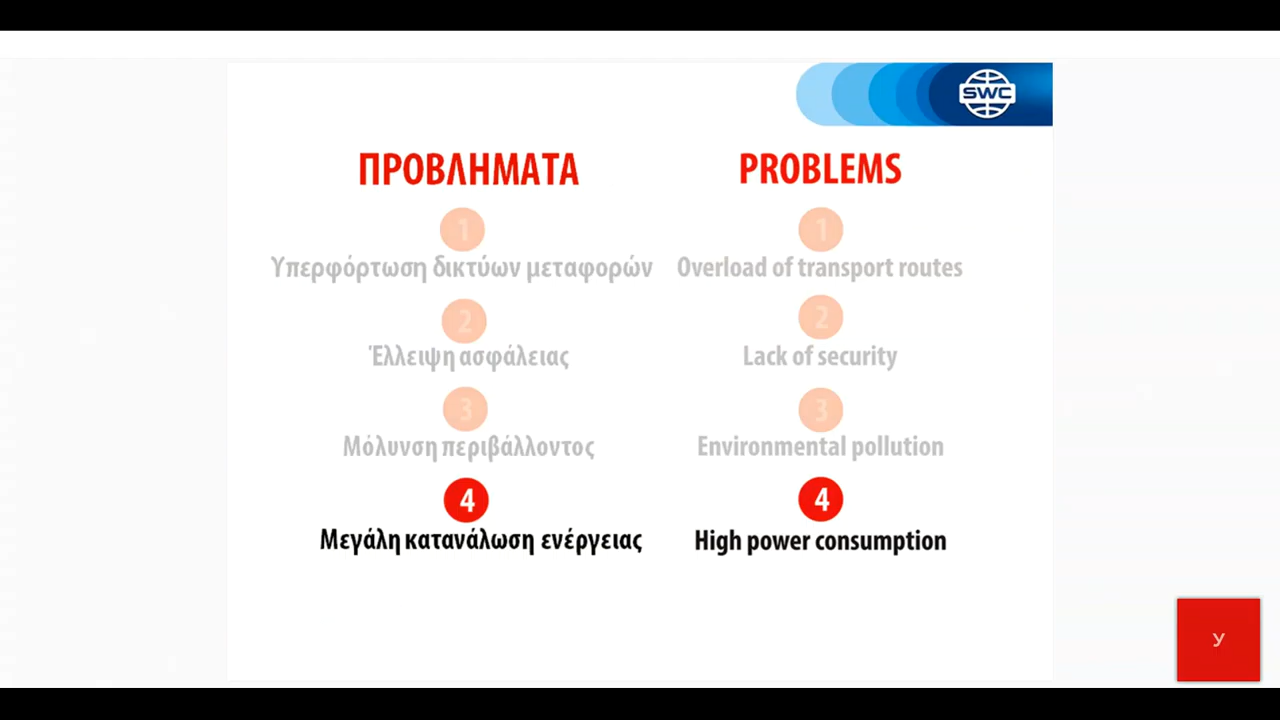 SWC
ΠΡΟΒΛΗΜΑΤΑ
1
Υπερφόρτωση δικτύων μεταφορών
2
Έλλειψη ασφάλειας
3
Μόλυνση περιβάλλοντος
4
Μεγάλη κατανάλωση ενέργειας
PROBLEMS
1
Overload of transport routes
2
Lack of security
3
Environmental pollution
4
High power consumption
У